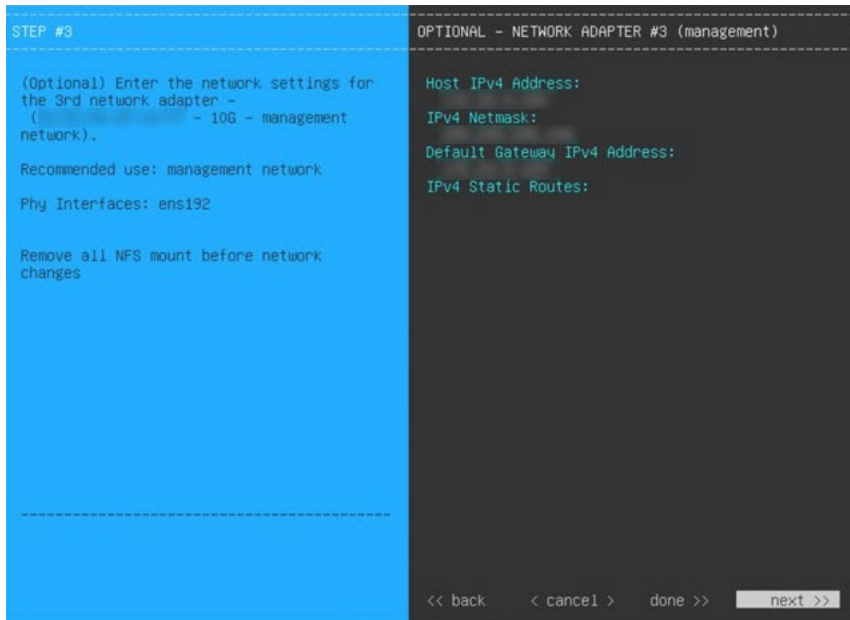 STEP #3
(Optional) Enter the network settings for
the 3rd network adapter –
( – 10G – management
network).
Recommended use: management network
Phy Interfaces: ens192
Remove all NFS mount before network
changes
OPTIONAL – NETWORK ADAPTER #3 (management)
Host IPv4 Address:
IPv4 Netmask:
Default Gateway IPv4 Address:
IPv4 Static Routes:
<< back < cancel > done >> next >>